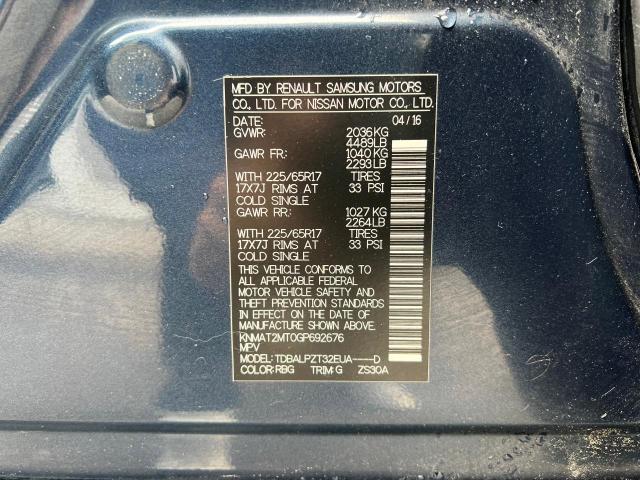 MFD BY RENAULT SAMSUNG MOTORS
CO., LTD. FOR NISSAN MOTOR CO., LTD.
DATE: 04/16
GVWR: 2036KG
4489LB
GAWR FR: 1040KG
2293LB
WITH 225/65R17 TIRES
17X7J RIMS AT 33 PSI
COLD SINGLE
GAWR RR: 1027KG
2264LB
WITH 225/65R17 TIRES
17X7J RIMS AT 33 PSI
COLD SINGLE
THIS VEHICLE CONFORMS TO
ALL APPLICABLE FEDERAL
MOTOR VEHICLE SAFETY AND
THEFT PREVENTION STANDARDS
IN EFFECT ON THE DATE OF
MANUFACTURE SHOWN ABOVE.
KNMAT2MT0GP692676
MPV
MODEL: TDBALPZT32EUA----D
COLOR:RBG TRIM:G ZS30A